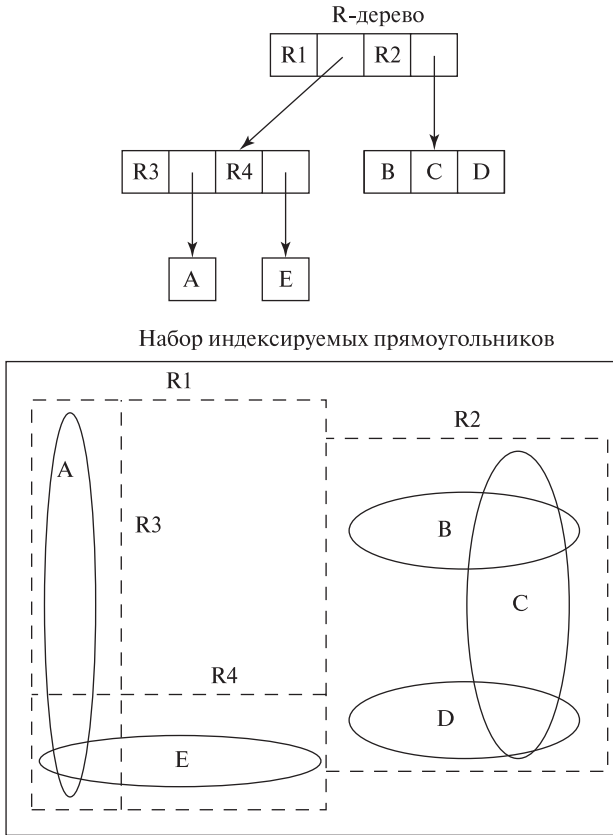 R-дерево
R1 R2
R3 R4 B C D
A E
Набор индексируемых прямоугольников
R1
R2
A
R3
B
C
R4
D
E